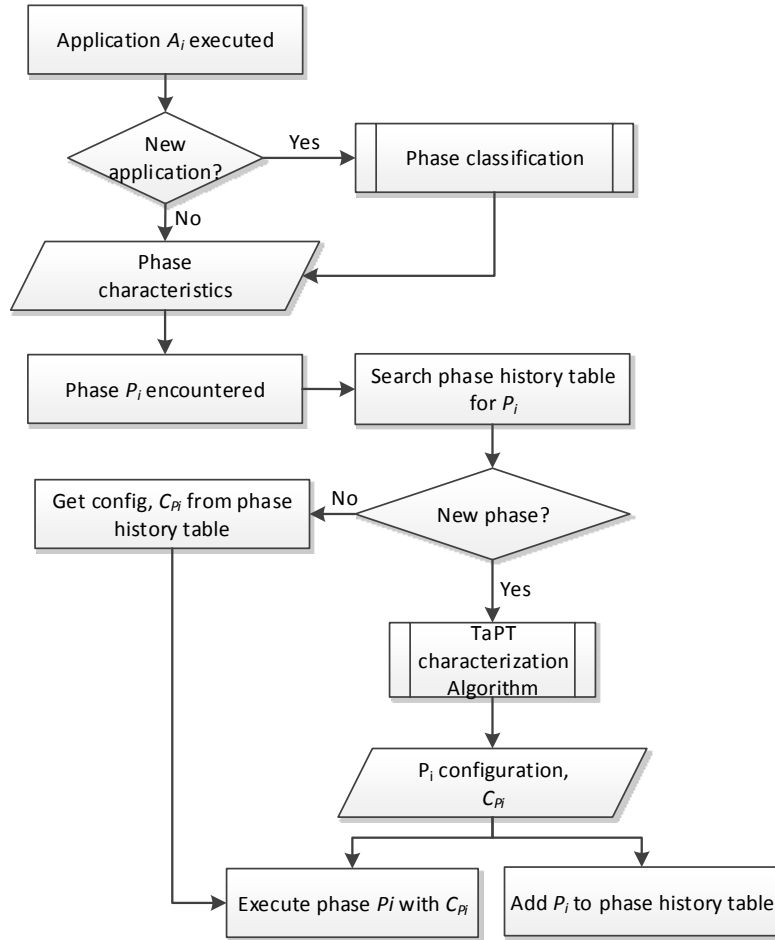 Application Ai executed
New
application?
Yes
Phase classification
No
Phase
characteristics
Phase Pi encountered
Search phase history table
for Pi
Get config, CPi from phase
history table
No
New phase?
Yes
TaPT
characterization
Algorithm
Pi configuration,
CPi
Execute phase Pi with CPi
Add Pi to phase history table